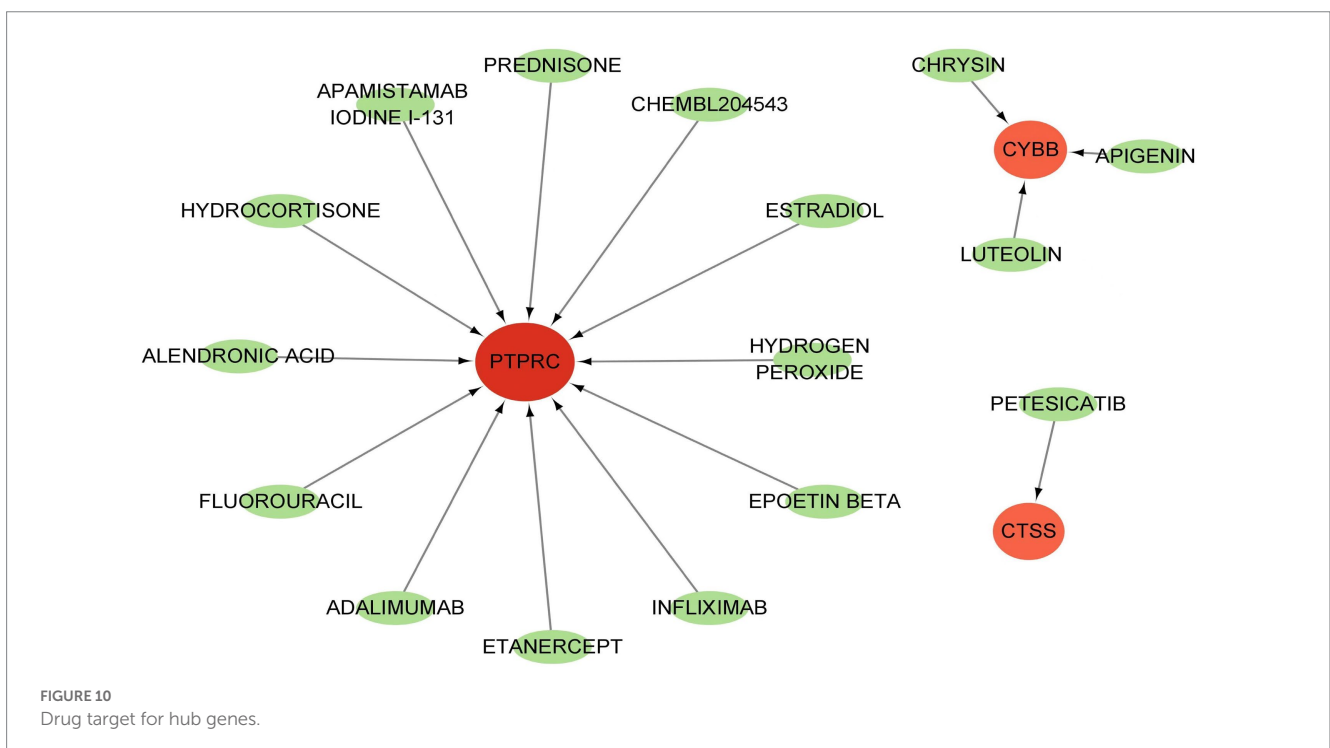 PREDNISONE
APAMISTAMAB
IODINE I-131
CHEMBL204543
HYDROCORTISONE
ESTRADIOL
ALENDRONIC ACID
PTPRC
HYDROGEN
PEROXIDE
FLUOROURACIL
EPOETIN BETA
ADALIMUMAB
INFLIXIMAB
ETANERCEPT
CHRYSIN
CYBB
APIGENIN
LUTEOLIN
PETESICATIB
CTSS
FIGURE 10
Drug target for hub genes.